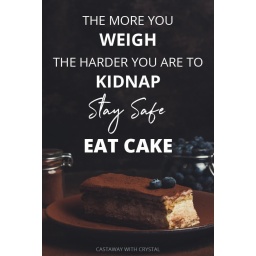 THE MORE YOU
WEIGH
THE HARDER YOU ARE TO
KIDNAP
Stay Safe
EAT CAKE
CASTAWAY WITH CRYSTAL